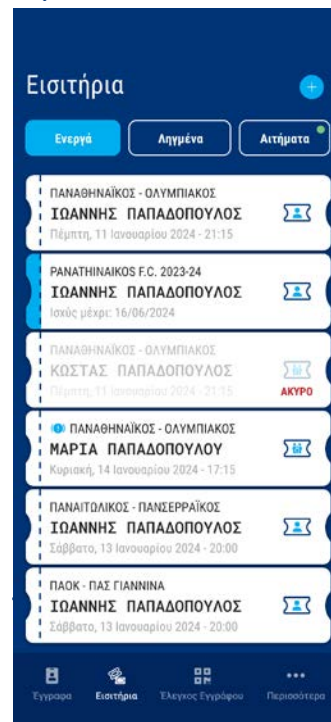 Εισιτήρια
Ενεργά Ληγμένα Αιτήματα
ΠΑΝΑΘΗΝΑΪΚΟΣ - ΟΛΥΜΠΙΑΚΟΣ
ΙΩΑΝΝΗΣ ΠΑΠΑΔΟΠΟΥΛΟΣ
Πέμπτη, 11 Ιανουαρίου 2024 - 21:15
PANATHINAIKOS F.C. 2023-24
ΙΩΑΝΝΗΣ ΠΑΠΑΔΟΠΟΥΛΟΣ
Ισχύς μέχρι: 16/06/2024
ΠΑΝΑΘΗΝΑΪΚΟΣ - ΟΛΥΜΠΙΑΚΟΣ
ΚΩΣΤΑΣ ΠΑΠΑΔΟΠΟΥΛΟΣ
Πέμπτη, 11 Ιανουαρίου 2024 - 21:15
ΑΚΥΡΟ
ΠΑΝΑΘΗΝΑΪΚΟΣ - ΟΛΥΜΠΙΑΚΟΣ
ΜΑΡΙΑ ΠΑΠΑΔΟΠΟΥΛΟΥ
Κυριακή, 14 Ιανουαρίου 2024 - 17:15
ΠΑΝΑΙΤΩΛΙΚΟΣ - ΠΑΝΣΕΡΡΑΪΚΟΣ
ΙΩΑΝΝΗΣ ΠΑΠΑΔΟΠΟΥΛΟΣ
Σάββατο, 13 Ιανουαρίου 2024 - 20:00
ΠΑΟΚ - ΠΑΣ ΓΙΑΝΝΙΝΑ
ΙΩΑΝΝΗΣ ΠΑΠΑΔΟΠΟΥΛΟΣ
Σάββατο, 13 Ιανουαρίου 2024 - 20:00
Έγγραφα Εισιτήρια Έλεγχος Εγγράφου Περισσότερα